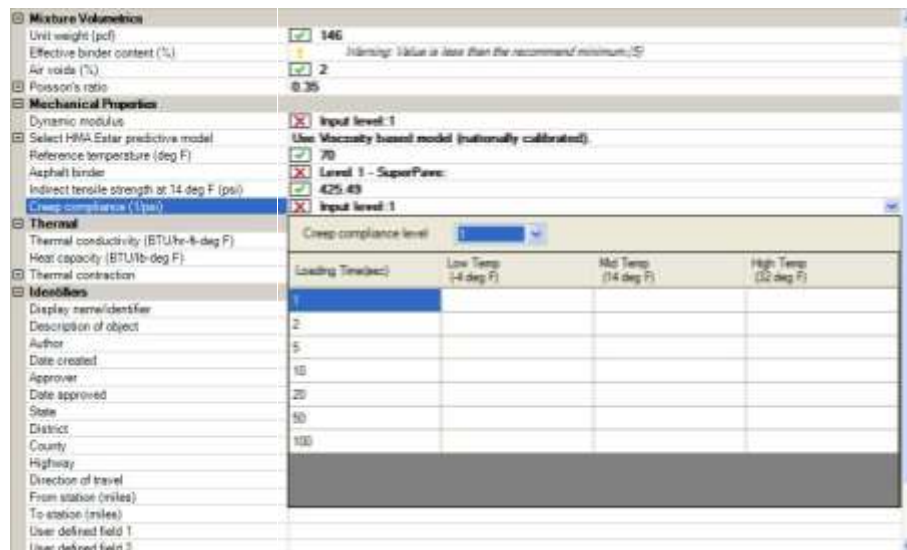 Mixture Volumetrics
Unit weight (pcf) 146
Effective binder content (%) Warning: Value is less than the recommend minimum.(5)
Air voids (%) 2
Poisson's ratio 0.35
Mechanical Properties
Dynamic modulus Input level:1
Select HMA Estar predictive model Use Viscosity based model (nationally calibrated).
Reference temperature (deg F) 70
Asphalt binder Level 1 - SuperPave:
Indirect tensile strength at 14 deg F (psi) 425.49
Creep compliance (1/psi) Input level:1
Thermal
Thermal conductivity (BTU/hr-ft-deg F)
Heat capacity (BTU/lb-deg F)
Thermal contraction
Identifiers
Display name/identifier
Description of object
Author
Date created
Approver
Date approved
State
District
County
Highway
Direction of travel
From station (miles)
To station (miles)
User defined field 1
User defined field 2
Creep compliance level 1
Loading Time(sec) Low Temp (-4 deg F) Mid Temp (14 deg F) High Temp (32 deg F)
1
2
5
10
20
50
100